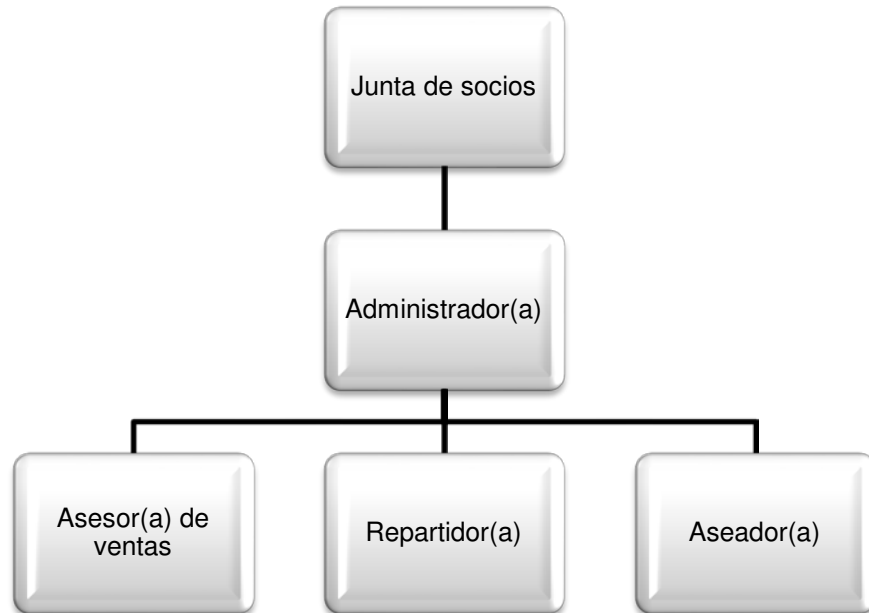 Junta de socios
Administrador(a)
Asesor(a) de
ventas
Repartidor(a)
Aseador(a)